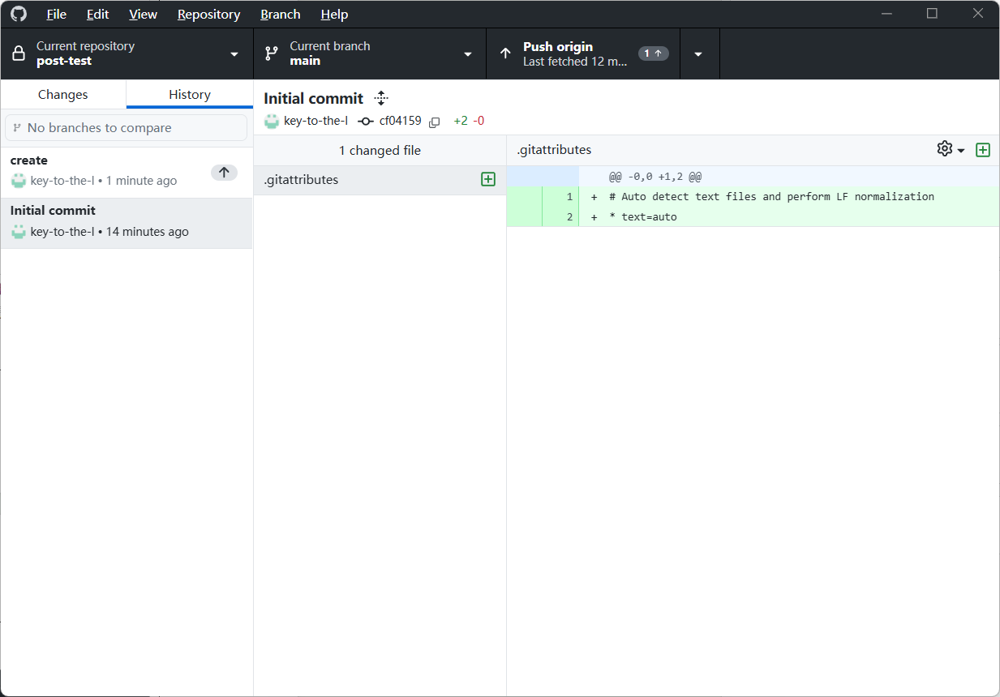 File Edit View Repository Branch Help
Current repository
post-test
Current branch
main
Push origin
Last fetched 12 m...
1
Changes
History
No branches to compare
create
key-to-the-l • 1 minute ago
Initial commit
key-to-the-l • 14 minutes ago
Initial commit
key-to-the-l cf04159 +2 -0
1 changed file
.gitattributes
.gitattributes
@@ -0,0 +1,2 @@
1 + # Auto detect text files and perform LF normalization
2 + * text=auto